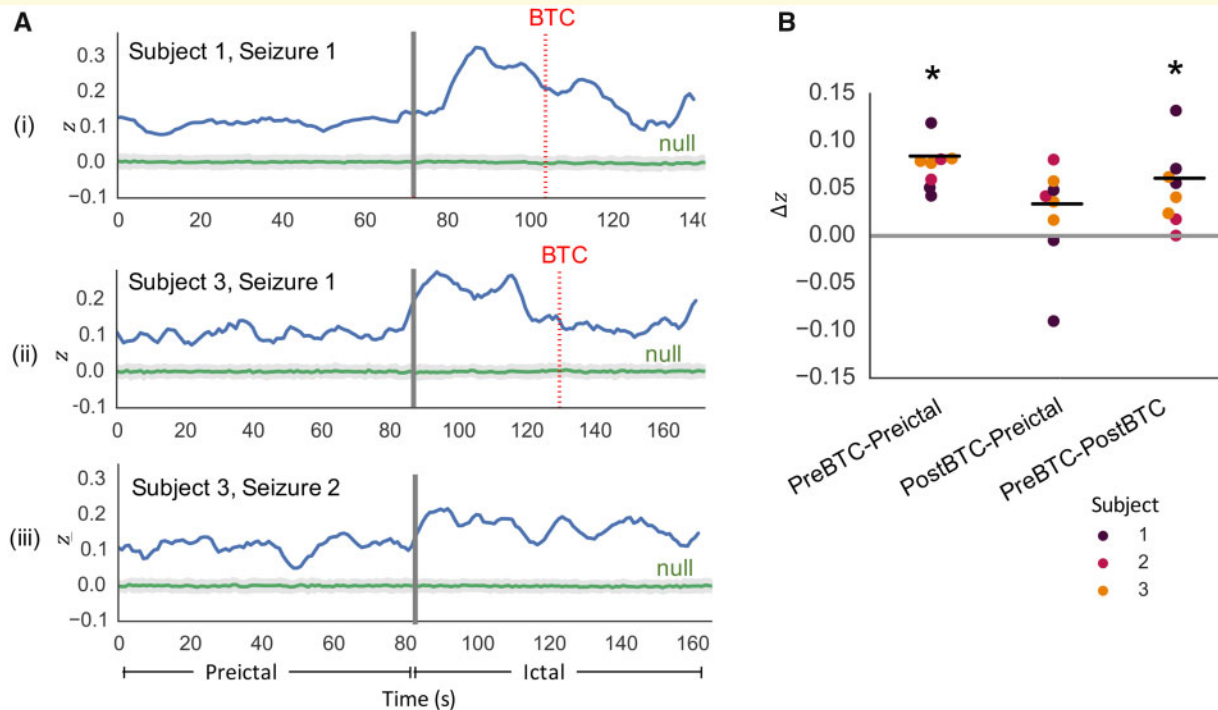 A
B
BTC
Subject 1, Seizure 1
(i)
z
0.3
0.2
0.1
0.0
−0.1
null
0 20 40 60 80 100 120 140
BTC
Subject 3, Seizure 1
(ii)
z
0.2
0.1
0.0
-0.1
null
0 20 40 60 80 100 120 140 160
Subject 3, Seizure 2
(iii)
z
0.3
0.2
0.1
0.0
−0.1
null
0 20 40 60 80 100 120 140 160
Preictal Ictal
Time (s)
* *
Δz
0.15
0.10
0.05
0.00
−0.05
−0.10
−0.15
PreBTC-Preictal
PostBTC-Preictal
PreBTC-PostBTC
Subject
1
2
3